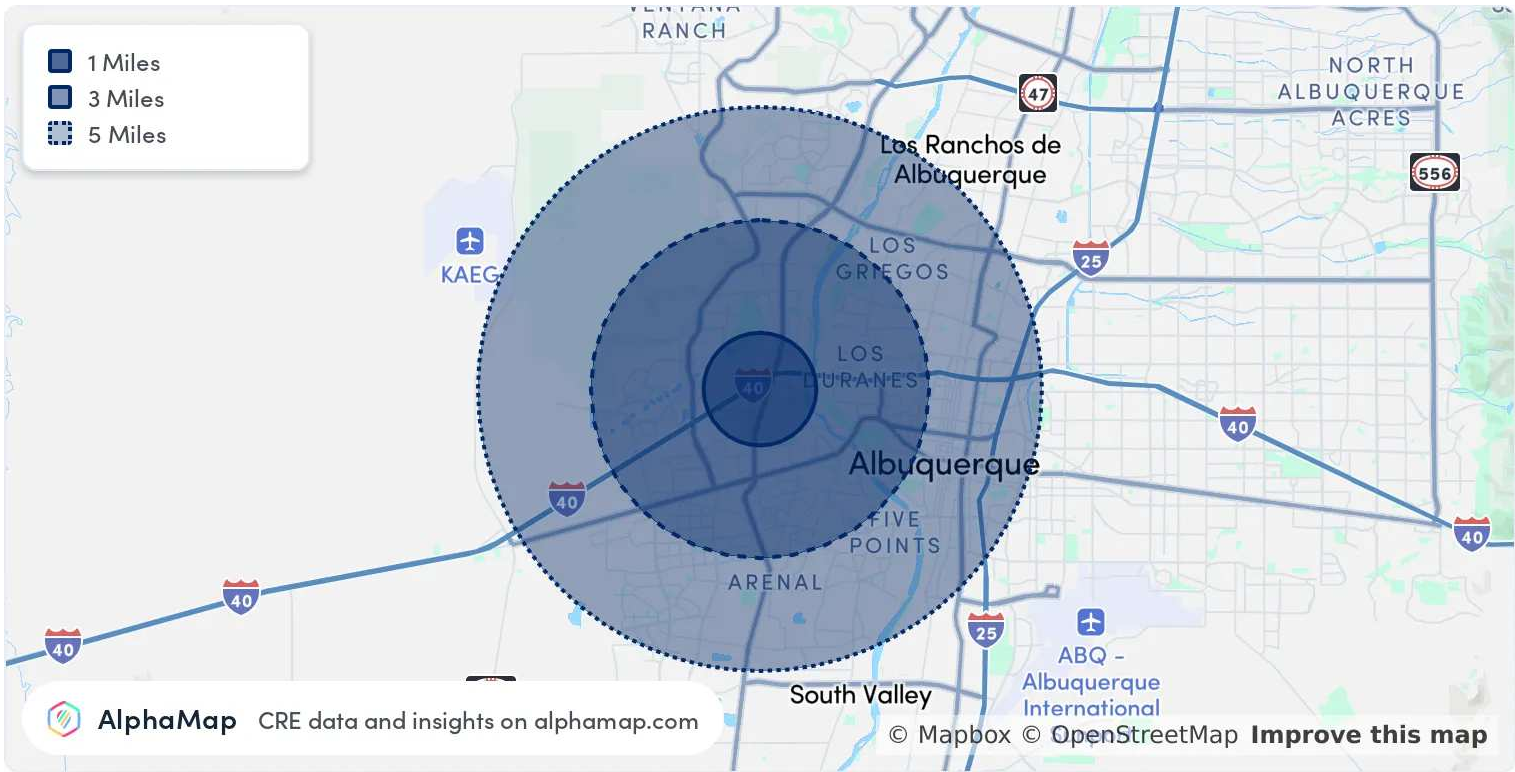 1 Miles
3 Miles
5 Miles
RANCH
47
NORTH
ALBUQUERQUE
ACRES
556
Los Ranchos de
Albuquerque
KAEG
LOS
GRIEGOS
25
LOS
DURANES
40
40
Albuquerque
40
FIVE
POINTS
40
ARENAL
40
25
40
ABQ -
Albuquerque
International
South Valley
AlphaMap CRE data and insights on alphamap.com
© Mapbox © OpenStreetMap Improve this map